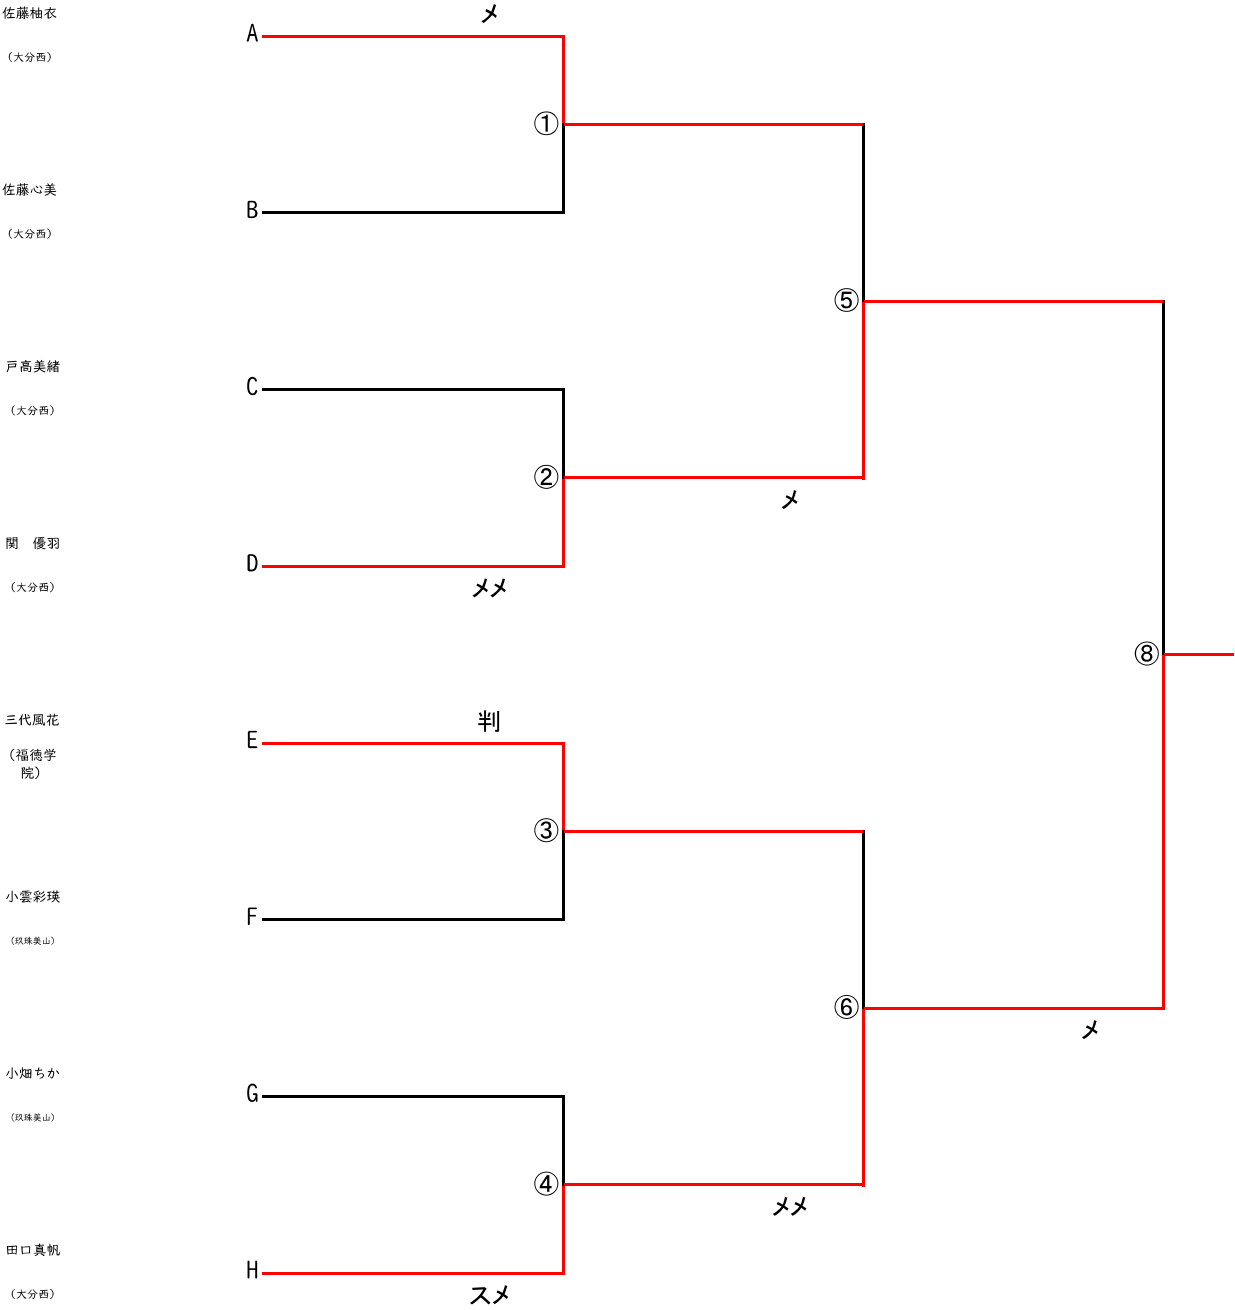 佐藤柚衣
(大分西)
A
メ
①
佐藤心美
(大分西)
B
⑤
戸高美緒
(大分西)
C
②
メ
関　優羽
(大分西)
D
メメ
⑧
三代風花
(福徳学
院)
E
判
③
小雲彩瑛
(玖珠美山)
F
⑥
メ
小畑ちか
(玖珠美山)
G
④
メメ
田口真帆
(大分西)
H
スメ